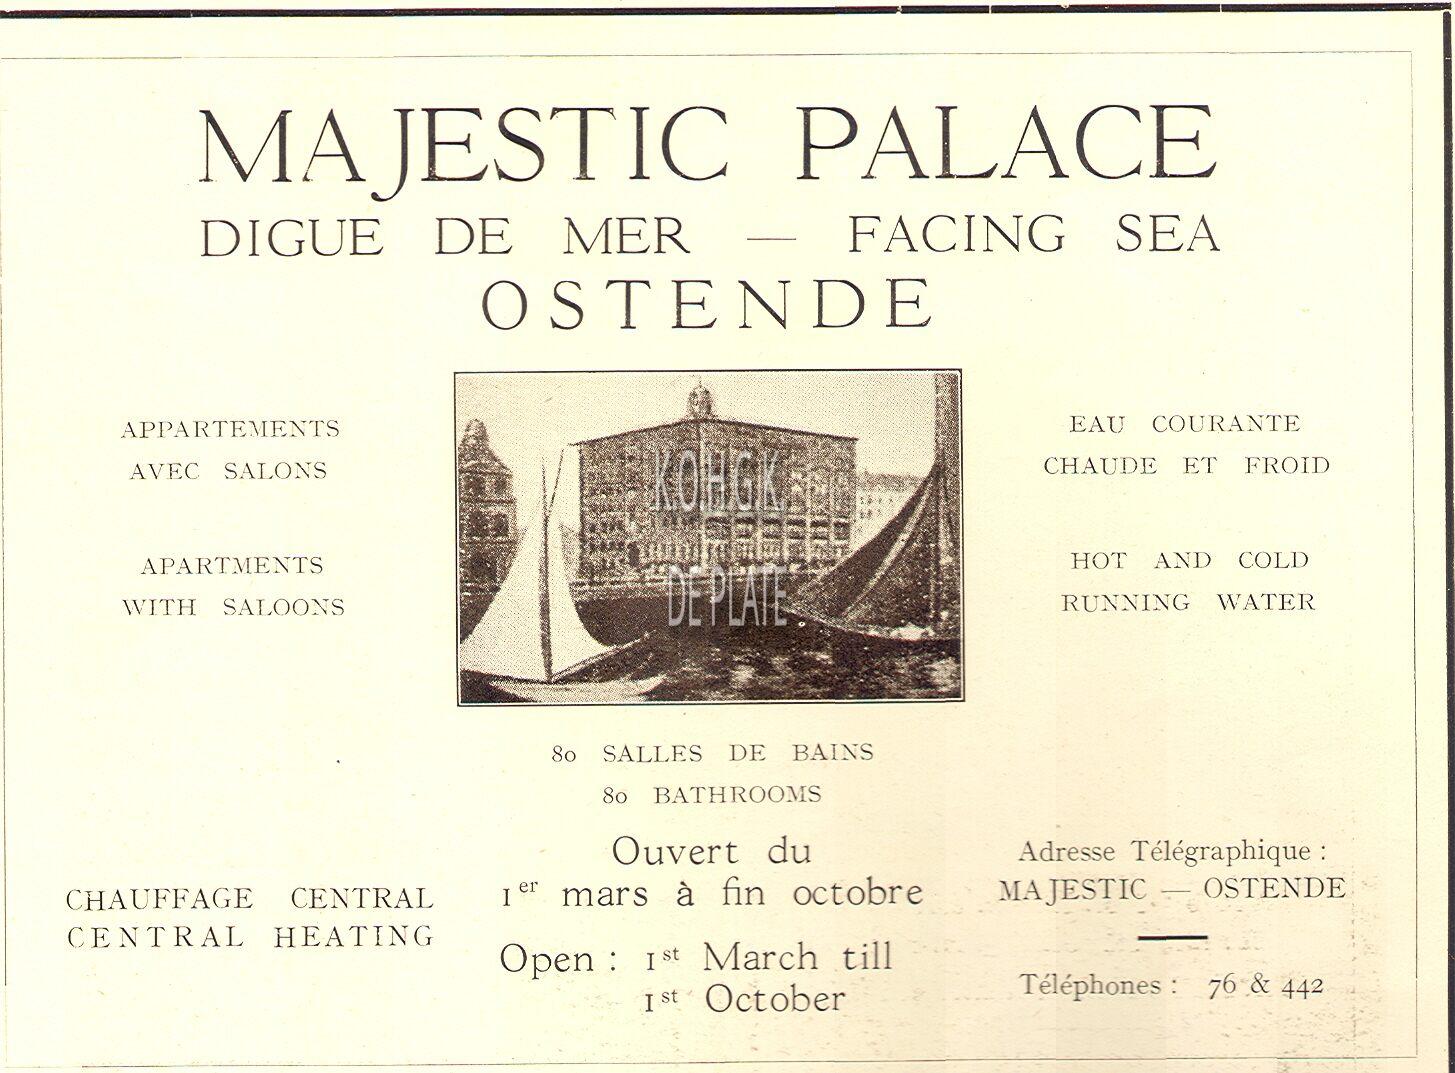 MAJESTIC PALACE
DIGUE DE MER — FACING SEA
OSTENDE
APPARTEMENTS
AVEC SALONS
APARTMENTS
WITH SALOONS
K.O.H.G.K.
DE PLATE
EAU COURANTE
CHAUDE ET FROID
HOT AND COLD
RUNNING WATER
80 SALLES DE BAINS
80 BATHROOMS
CHAUFFAGE CENTRAL
CENTRAL HEATING
Ouvert du
1er mars à fin octobre
Open : 1st March till
1st October
Adresse Télégraphique :
MAJESTIC — OSTENDE
Téléphones : 76 & 442